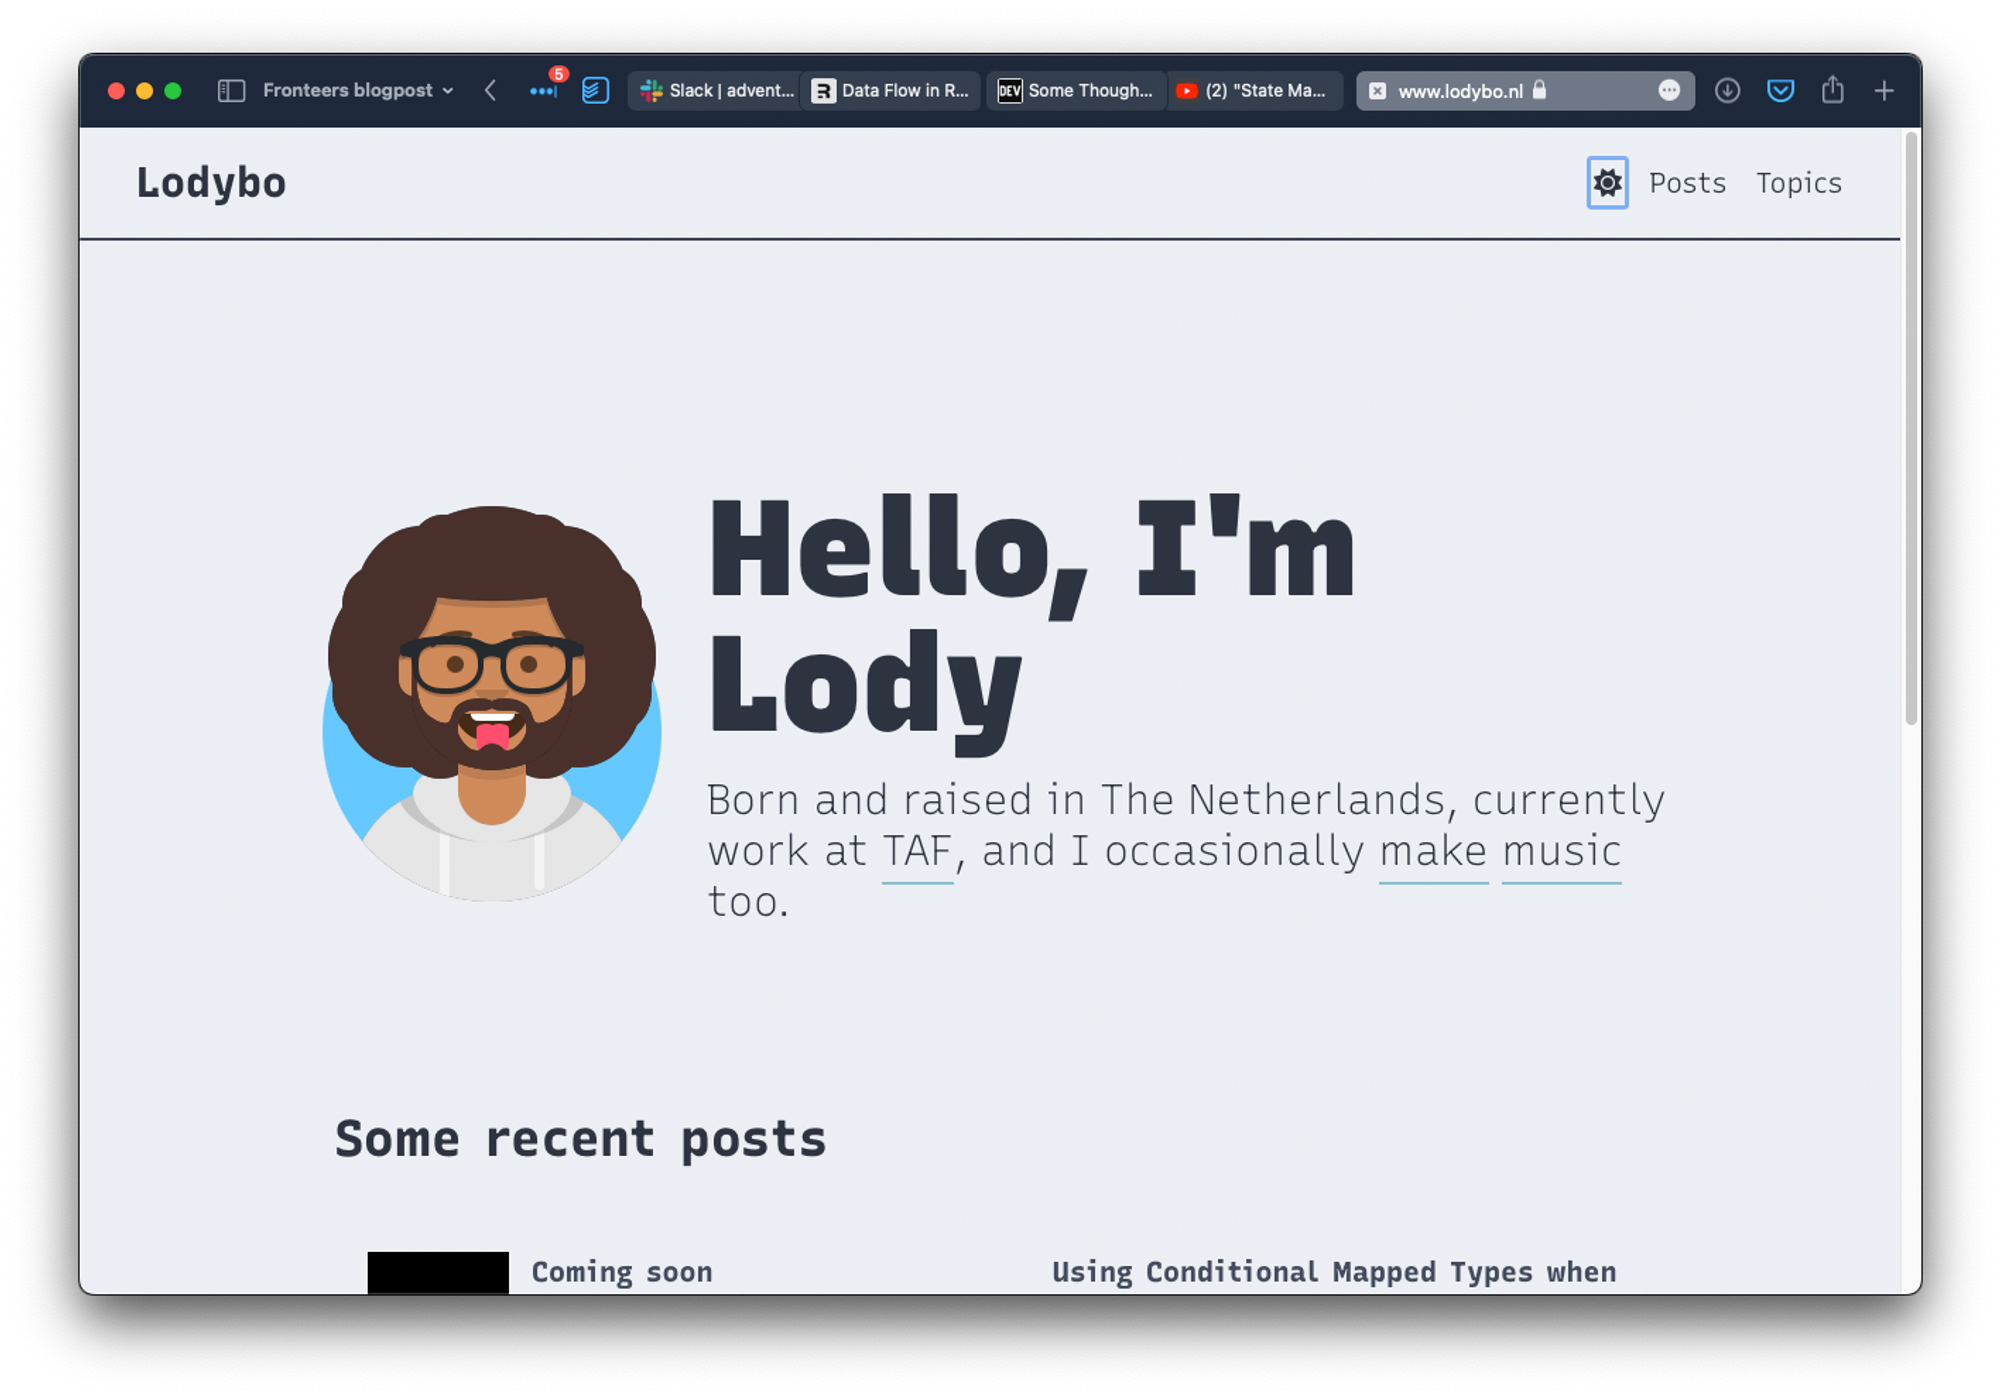 Fronteers blogpost
5
Slack | advent...
Data Flow in R...
DEV
Some Though...
(2) "State Ma...
www.lodybo.nl
Lodybo
Posts
Topics
Hello, I'm
Lody
Born and raised in The Netherlands, currently
work at TAF, and I occasionally make music
too.
Some recent posts
Coming soon
Using Conditional Mapped Types when